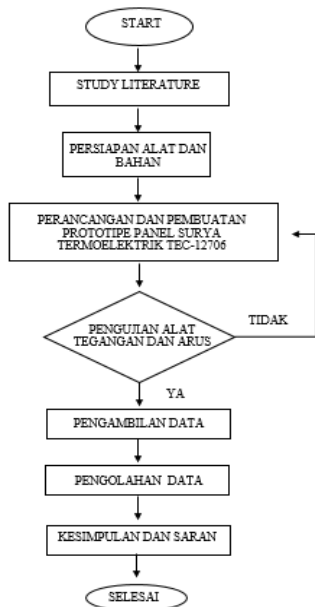 START
STUDY LITERATURE
PERSIAPAN ALAT DAN
BAHAN
PERANCANGAN DAN PEMBUATAN
PROTOTIPE PANEL SURYA
TERMOELEKTRIK TEC-12706
PENGUJIAN ALAT
TEGANGAN DAN ARUS
TIDAK
YA
PENGAMBILAN DATA
PENGOLAHAN DATA
KESIMPULAN DAN SARAN
SELESAI